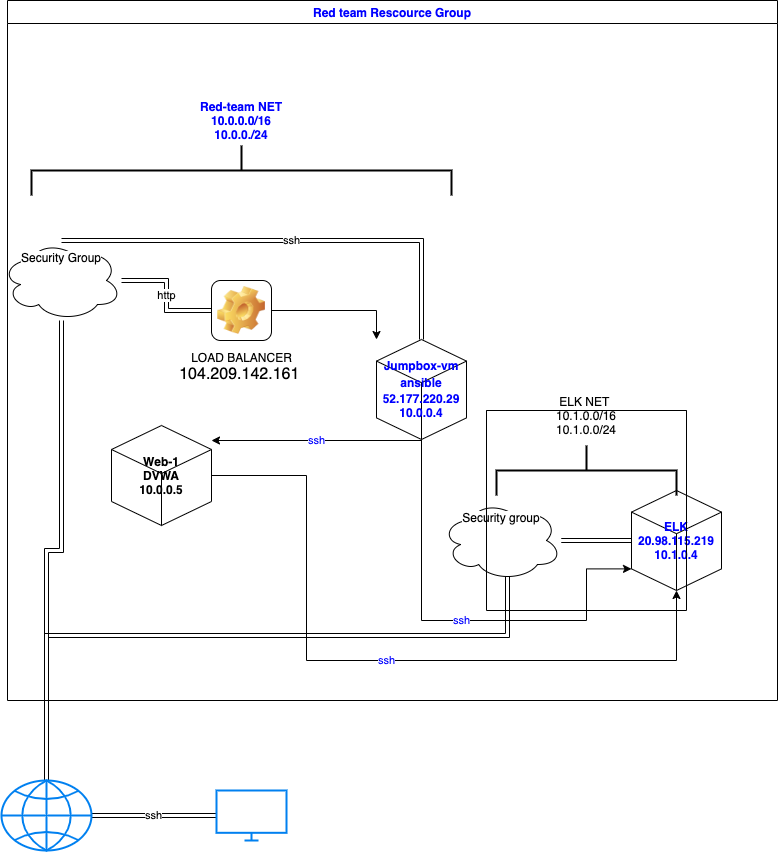 Red team Rescource Group
Red-team NET
10.0.0.0/16
10.0.0./24
ssh
Security Group
http
LOAD BALANCER
104.209.142.161
Jumpbox-vm
ansible
52.177.220.29
10.0.0.4
ELK NET
10.1.0.0/16
10.1.0.0/24
ssh
Web-1
DVWA
10.0.0.5
Security group
ELK
20.98.115.219
10.1.0.4
ssh
ssh
ssh